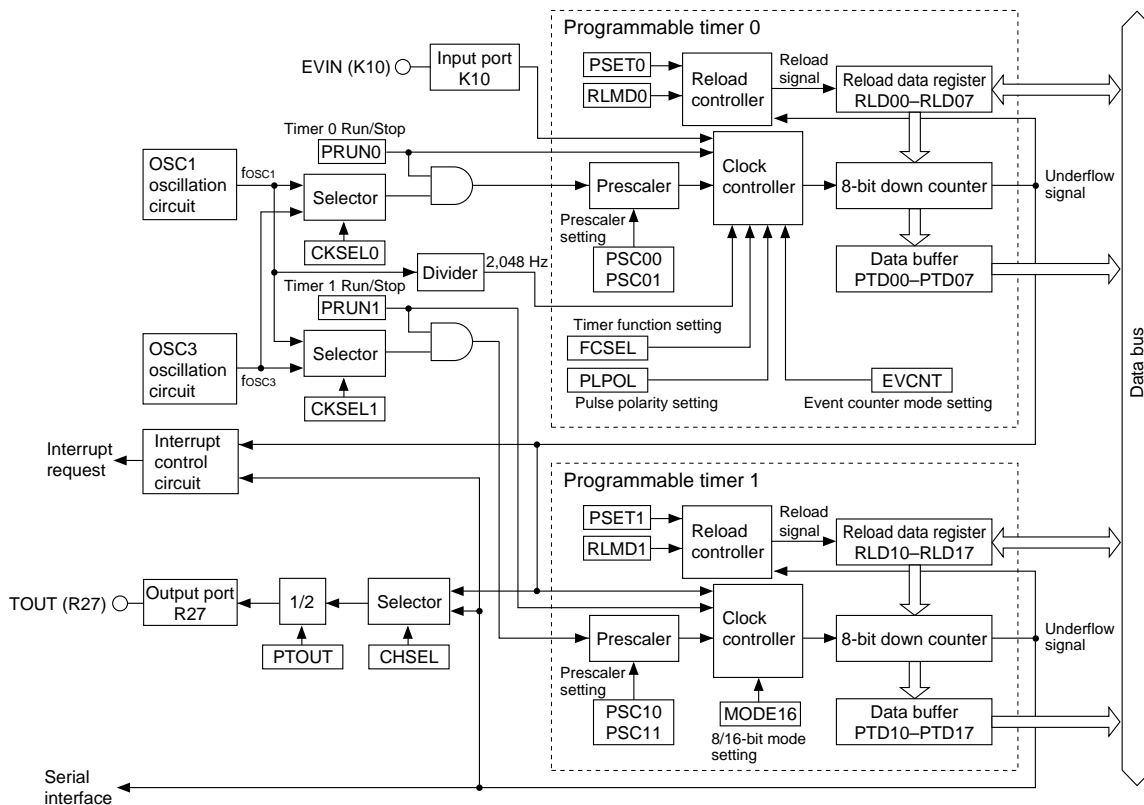 Programmable timer 0
EVIN (K10)
Input port
K10
PSET0
RLMD0
Reload
controller
Reload
signal
Reload data register
RLD00–RLD07
Timer 0 Run/Stop
PRUN0
OSC1
oscillation
circuit
fOSC1
Selector
CKSEL0
Prescaler
Prescaler
setting
PSC00
PSC01
Clock
controller
8-bit down counter
Underflow
signal
Data buffer
PTD00–PTD07
Divider
2,048 Hz
Timer 1 Run/Stop
PRUN1
OSC3
oscillation
circuit
fOSC3
Selector
CKSEL1
Timer function setting
FCSEL
PLPOL
Pulse polarity setting
EVCNT
Event counter mode setting
Data bus
Interrupt
request
Interrupt
control
circuit
Programmable timer 1
PSET1
RLMD1
Reload
controller
Reload
signal
Reload data register
RLD10–RLD17
TOUT (R27)
Output port
R27
1/2
PTOUT
Selector
CHSEL
Prescaler
Prescaler
setting
PSC10
PSC11
Clock
controller
MODE16
8/16-bit mode
setting
8-bit down counter
Underflow
signal
Data buffer
PTD10–PTD17
Serial
interface